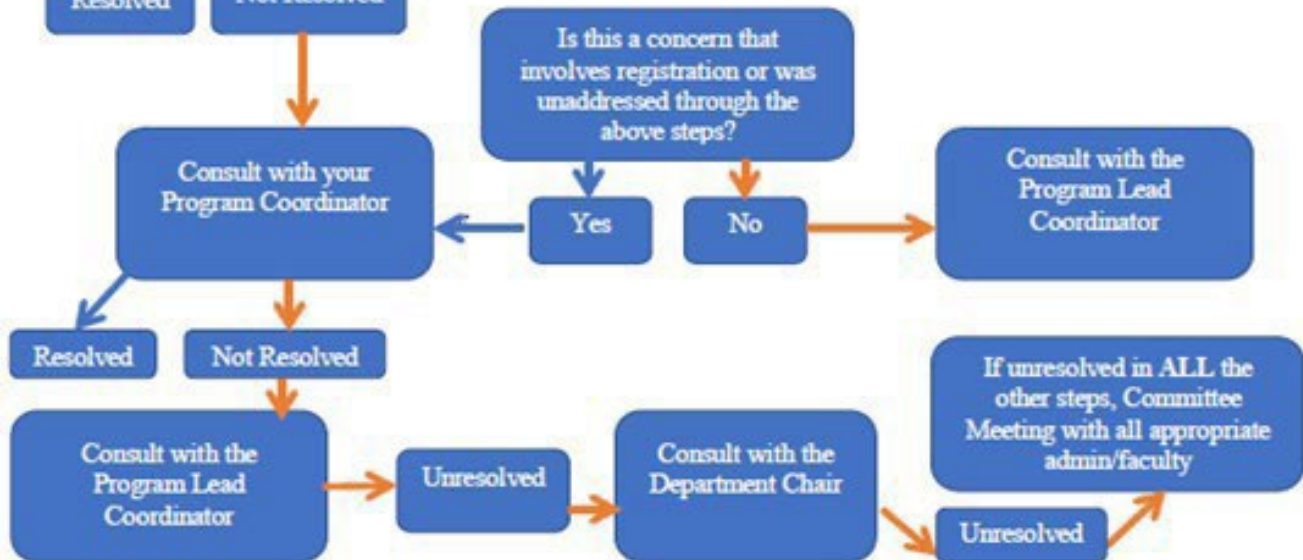 Resolved
Not Resolved
Is this a concern that
involves registration or was
unaddressed through the
above steps?
Consult with your
Program Coordinator
Yes
No
Consult with the
Program Lead
Coordinator
Resolved
Not Resolved
If unresolved in ALL the
other steps, Committee
Meeting with all appropriate
admin/faculty
Consult with the
Program Lead
Coordinator
Unresolved
Consult with the
Department Chair
Unresolved